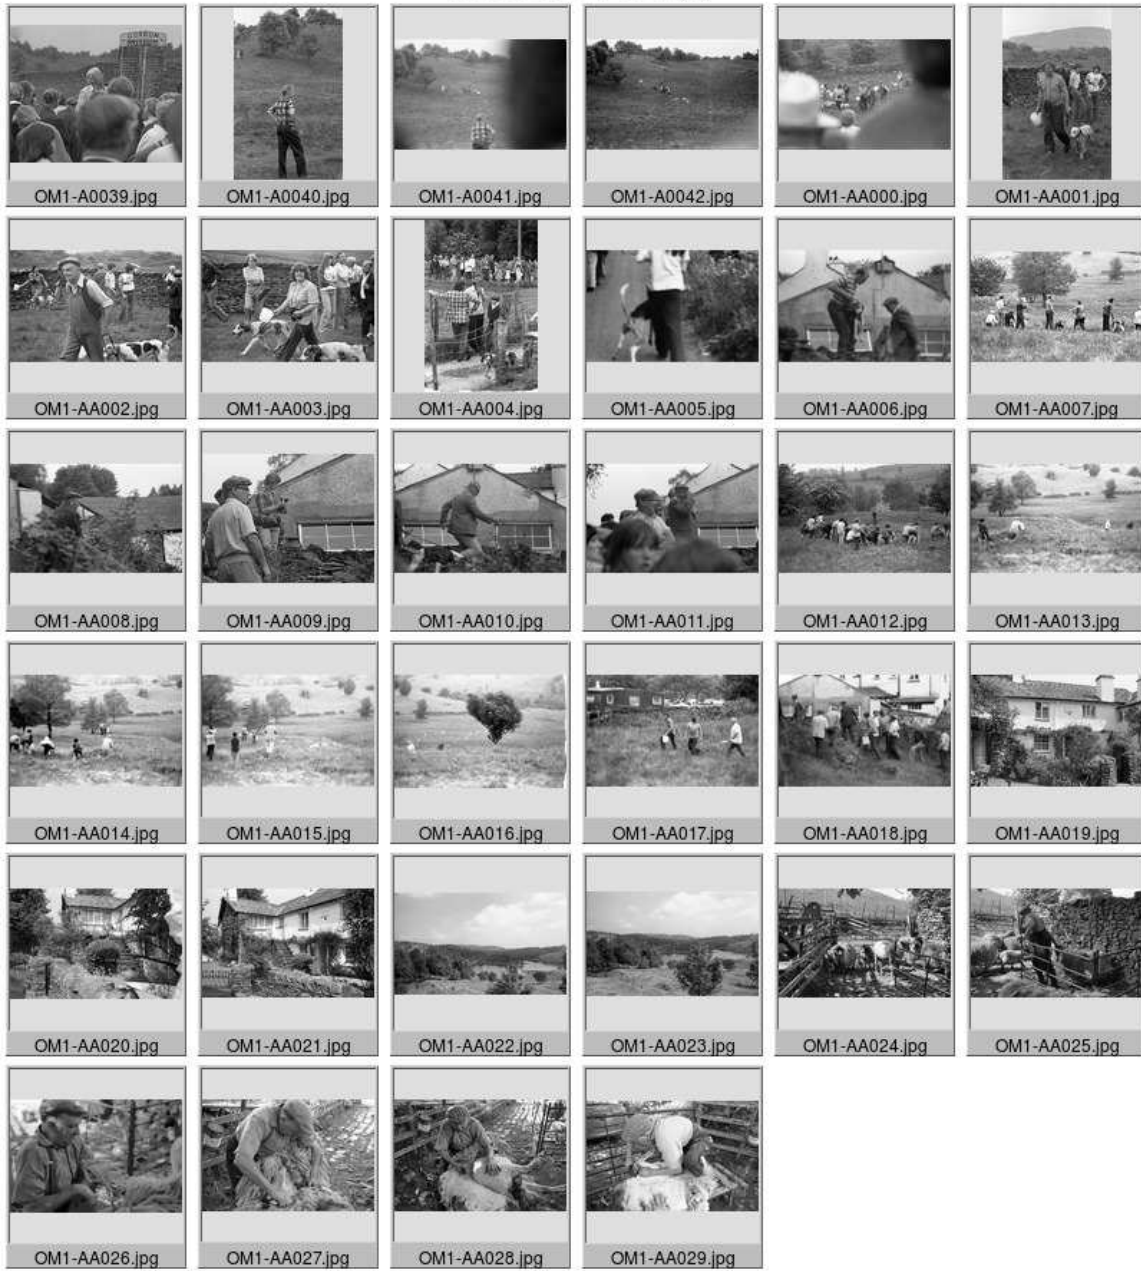 OM1-A0039.jpg OM1-A0040.jpg OM1-A0041.jpg OM1-A0042.jpg OM1-AA000.jpg OM1-AA001.jpg
OM1-AA002.jpg OM1-AA003.jpg OM1-AA004.jpg OM1-AA005.jpg OM1-AA006.jpg OM1-AA007.jpg
OM1-AA008.jpg OM1-AA009.jpg OM1-AA010.jpg OM1-AA011.jpg OM1-AA012.jpg OM1-AA013.jpg
OM1-AA014.jpg OM1-AA015.jpg OM1-AA016.jpg OM1-AA017.jpg OM1-AA018.jpg OM1-AA019.jpg
OM1-AA020.jpg OM1-AA021.jpg OM1-AA022.jpg OM1-AA023.jpg OM1-AA024.jpg OM1-AA025.jpg
OM1-AA026.jpg OM1-AA027.jpg OM1-AA028.jpg OM1-AA029.jpg